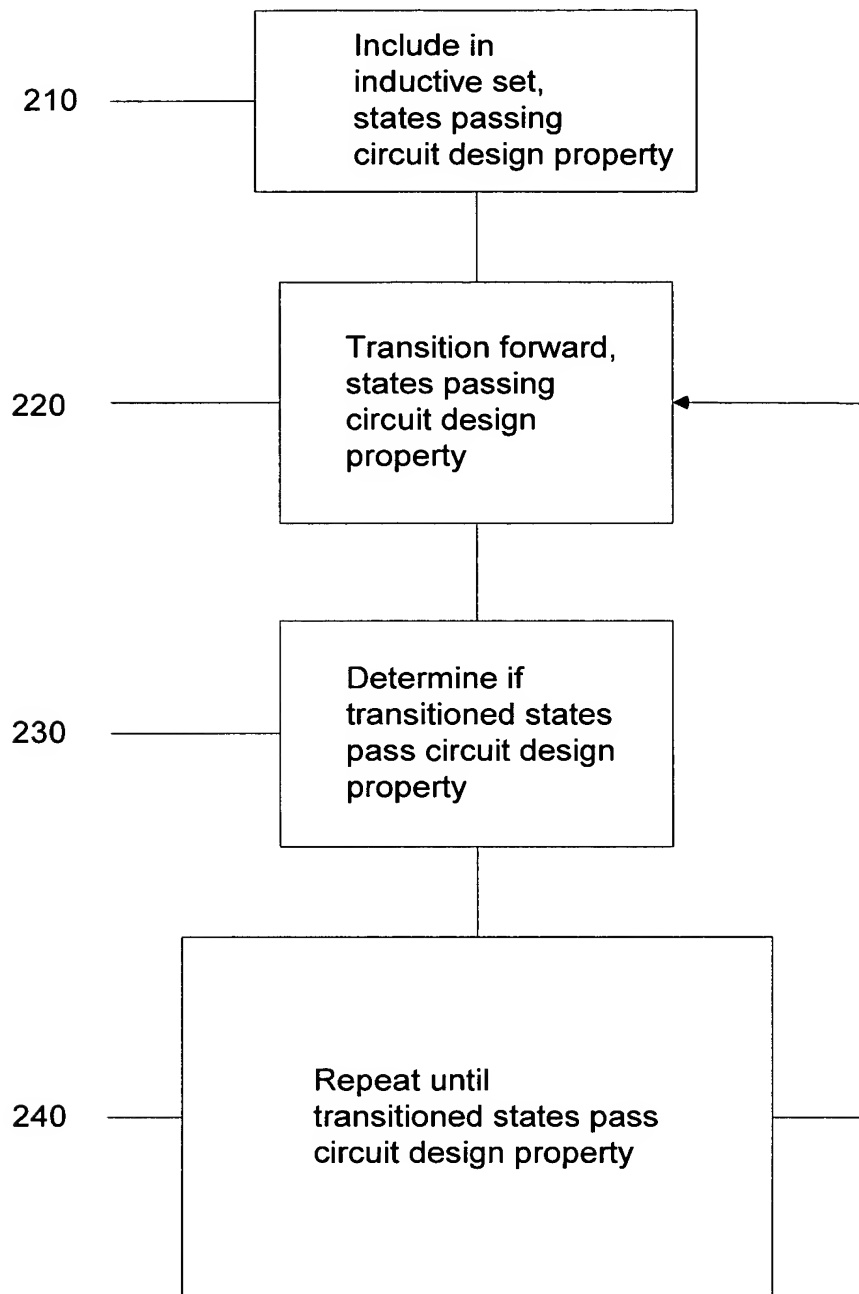 210
Include in
inductive set,
states passing
circuit design property
220
Transition forward,
states passing
circuit design
property
230
Determine if
transitioned states
pass circuit design
property
240
Repeat until
transitioned states pass
circuit design property